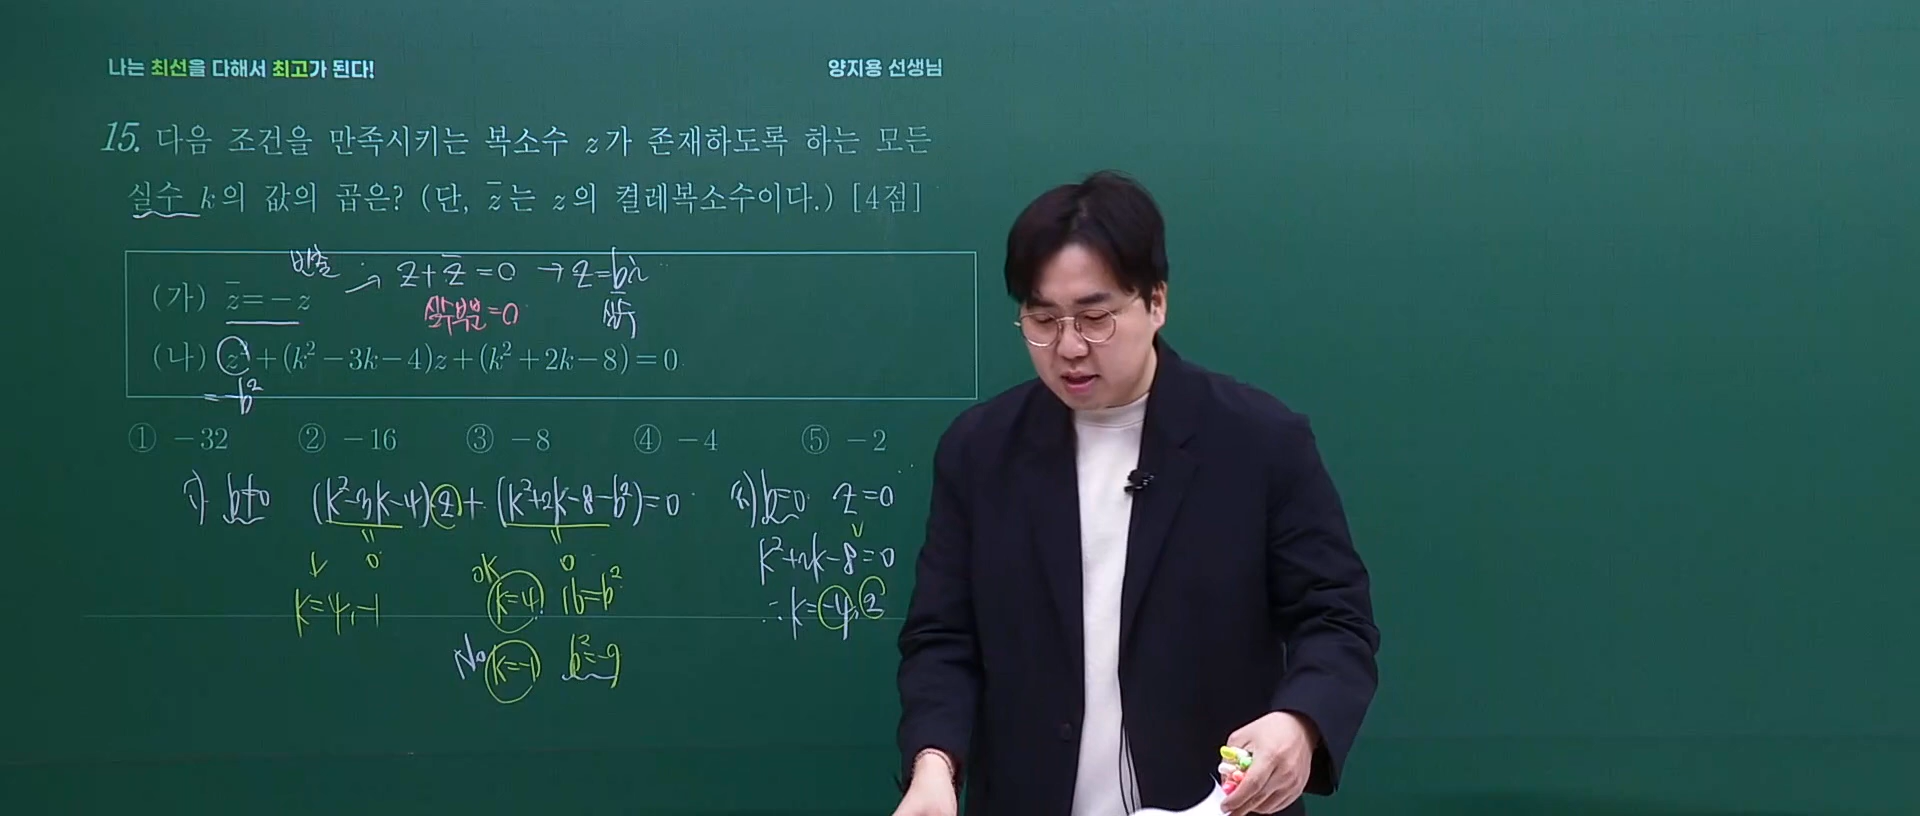 나는 최선을 다해서 최고가 된다!
양지용 선생님
15. 다음 조건을 만족시키는 복소수 z가 존재하도록 하는 모든
실수 k의 값의 곱은? (단, z̄는 z의 켤레복소수이다.) [4점]
빈출 → z+z̄=0 → z=bi
(가) z̄=-z
실수부분=0 실수
(나) z²+(k²-3k-4)z+(k²+2k-8)=0
=-b²
① -32 ② -16 ③ -8 ④ -4 ⑤ -2
i) b≠0 (k²-3k-4)z+(k²+2k-8-b²)=0
0 0
k=4,-1
OK k=4 16=b²
No k=-1 b²=-9
ii) b=0 z=0
k²+2k-8=0
∴ k=-4, 2